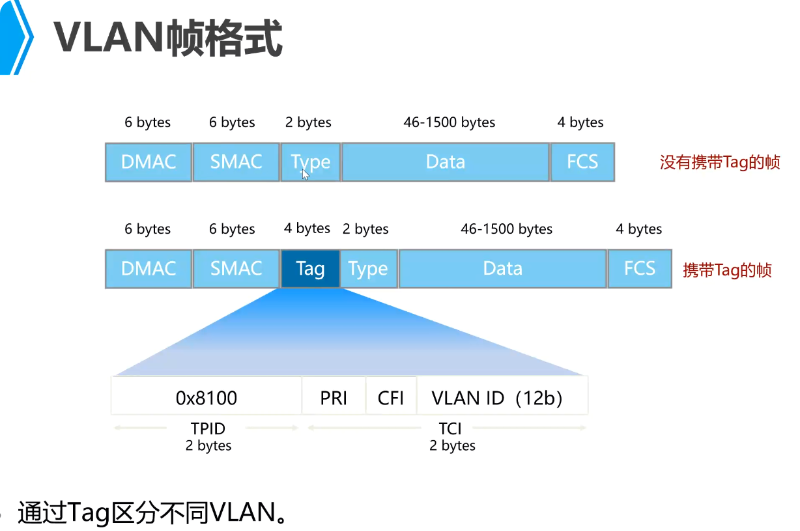 VLAN帧格式
6 bytes 6 bytes 2 bytes 46-1500 bytes 4 bytes
DMAC SMAC Type Data FCS 没有携带Tag的帧
6 bytes 6 bytes 4 bytes 2 bytes 46-1500 bytes 4 bytes
DMAC SMAC Tag Type Data FCS 携带Tag的帧
0x8100 PRI CFI VLAN ID（12b）
TPID TCI
2 bytes 2 bytes
通过Tag区分不同VLAN。